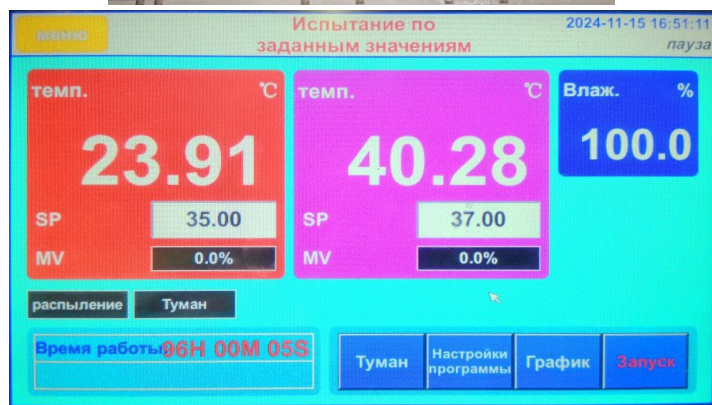 меню
Испытание по
заданным значениям
2024-11-15 16:51:11
пауза
темп. ℃
23.91
SP 35.00
MV 0.0%
темп. ℃
40.28
SP 37.00
MV 0.0%
Влаж. %
100.0
распыление Туман
Время работы 96H 00M 05S
Туман
Настройки
программы
График
Запуск